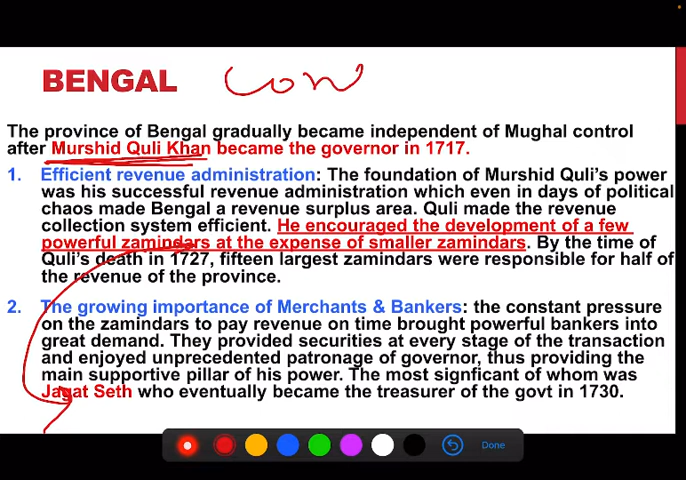 BENGAL
The province of Bengal gradually became independent of Mughal control
after Murshid Quli Khan became the governor in 1717.
1. Efficient revenue administration: The foundation of Murshid Quli's power
was his successful revenue administration which even in days of political
chaos made Bengal a revenue surplus area. Quli made the revenue
collection system efficient. He encouraged the development of a few
powerful zamindars at the expense of smaller zamindars. By the time of
Quli's death in 1727, fifteen largest zamindars were responsible for half of
the revenue of the province.
2. The growing importance of Merchants & Bankers: the constant pressure
on the zamindars to pay revenue on time brought powerful bankers into
great demand. They provided securities at every stage of the transaction
and enjoyed unprecedented patronage of governor, thus providing the
main supportive pillar of his power. The most signficant of whom was
Jagat Seth who eventually became the treasurer of the govt in 1730.
Done